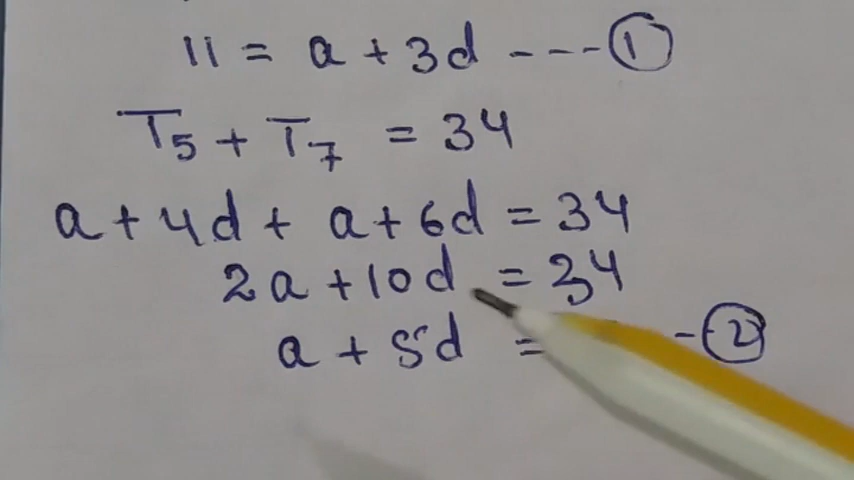 11 = a + 3d ---- ①
T5 + T7 = 34
a + 4d + a + 6d = 34
2a + 10d = 34
a + 5d = - ②